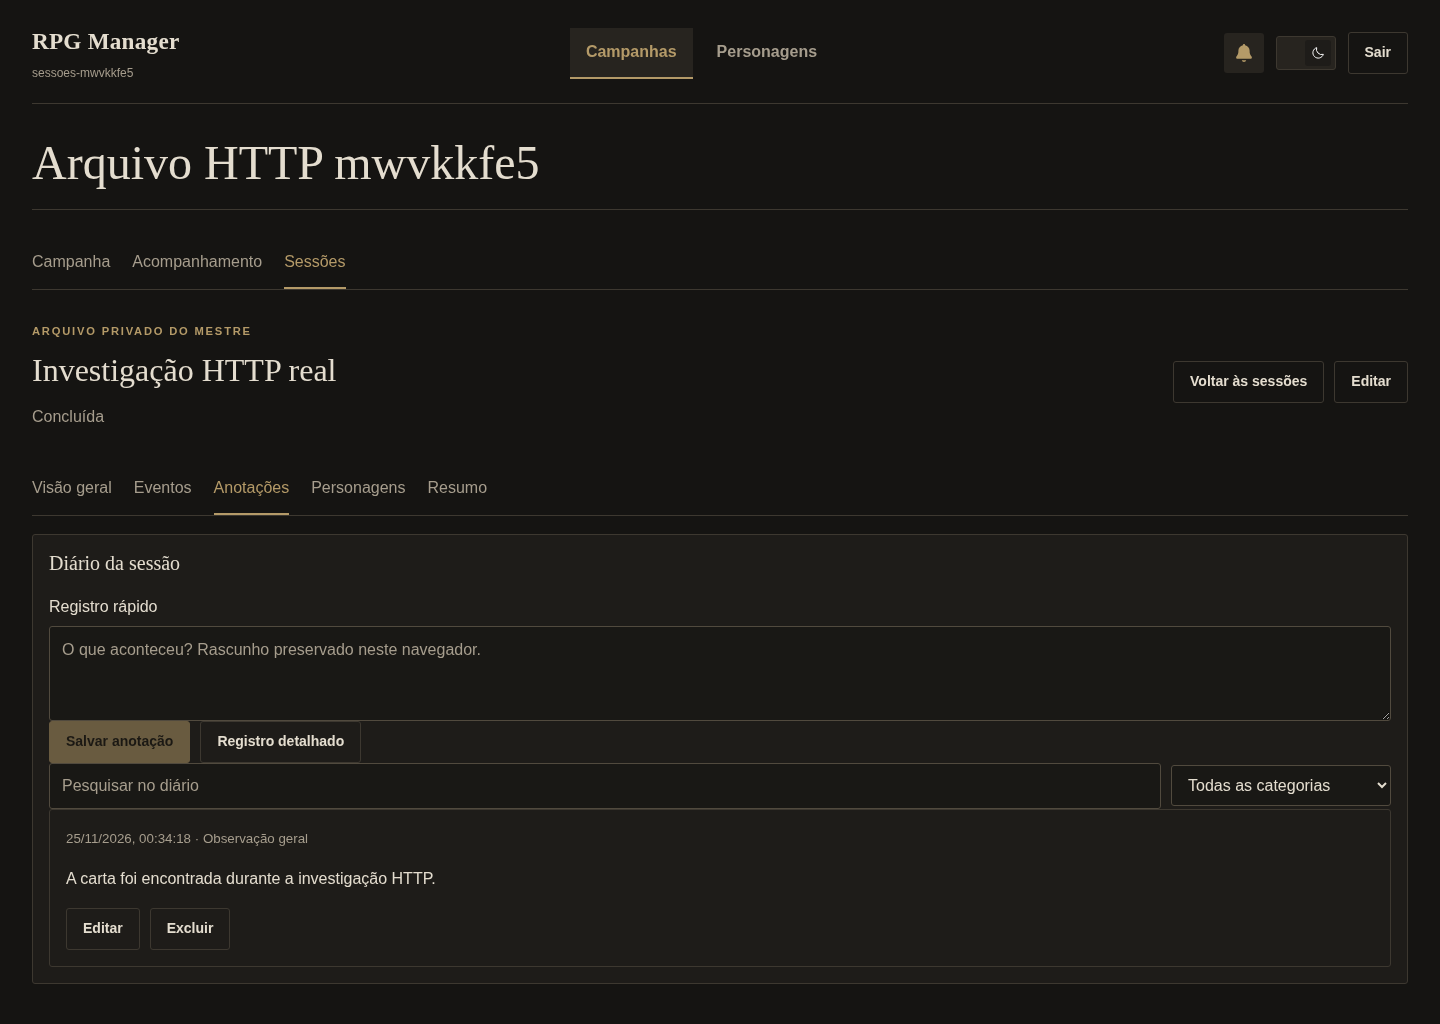 RPG Manager
sessoes-mwvkkfe5
Campanhas
Personagens
Sair
Arquivo HTTP mwvkkfe5
Campanha
Acompanhamento
Sessões
ARQUIVO PRIVADO DO MESTRE
Investigação HTTP real
Concluída
Voltar às sessões
Editar
Visão geral
Eventos
Anotações
Personagens
Resumo
Diário da sessão
Registro rápido
O que aconteceu? Rascunho preservado neste navegador.
Salvar anotação
Registro detalhado
Pesquisar no diário
Todas as categorias
25/11/2026, 00:34:18 · Observação geral
A carta foi encontrada durante a investigação HTTP.
Editar
Excluir